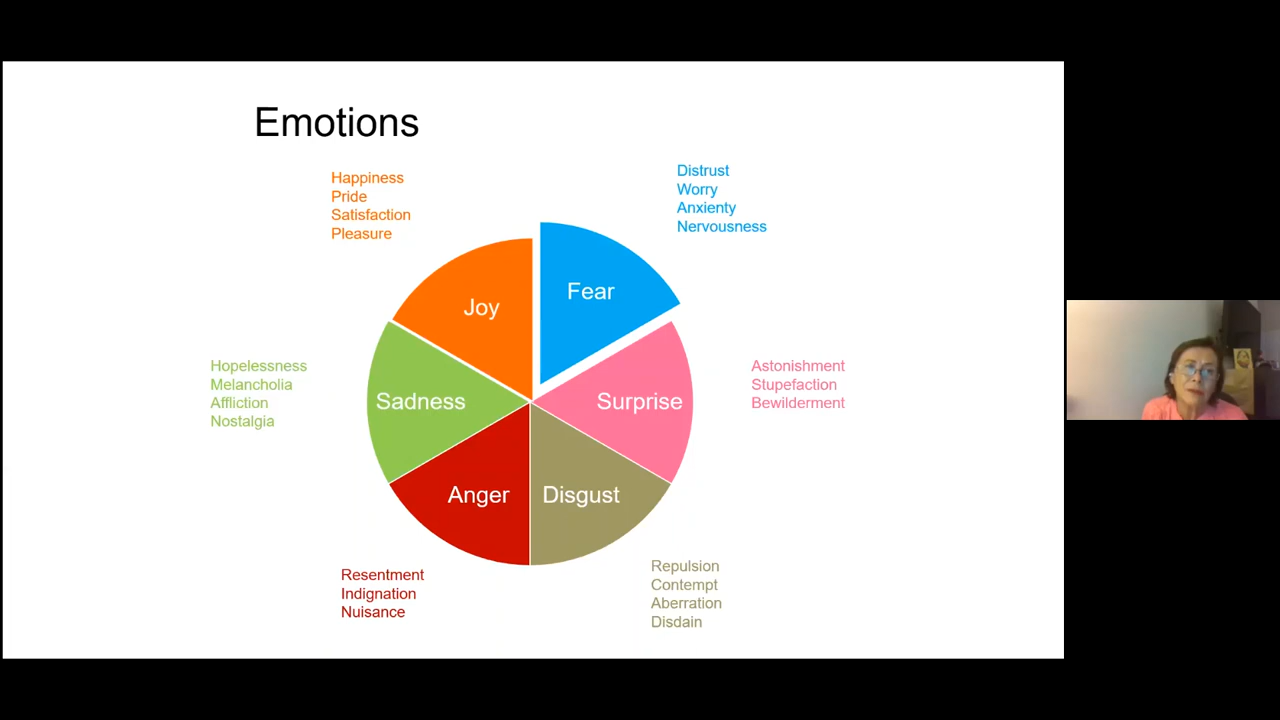 Emotions
Happiness
Pride
Satisfaction
Pleasure
Distrust
Worry
Anxienty
Nervousness
Joy
Fear
Hopelessness
Melancholia
Affliction
Nostalgia
Sadness
Surprise
Astonishment
Stupefaction
Bewilderment
Anger
Disgust
Resentment
Indignation
Nuisance
Repulsion
Contempt
Aberration
Disdain